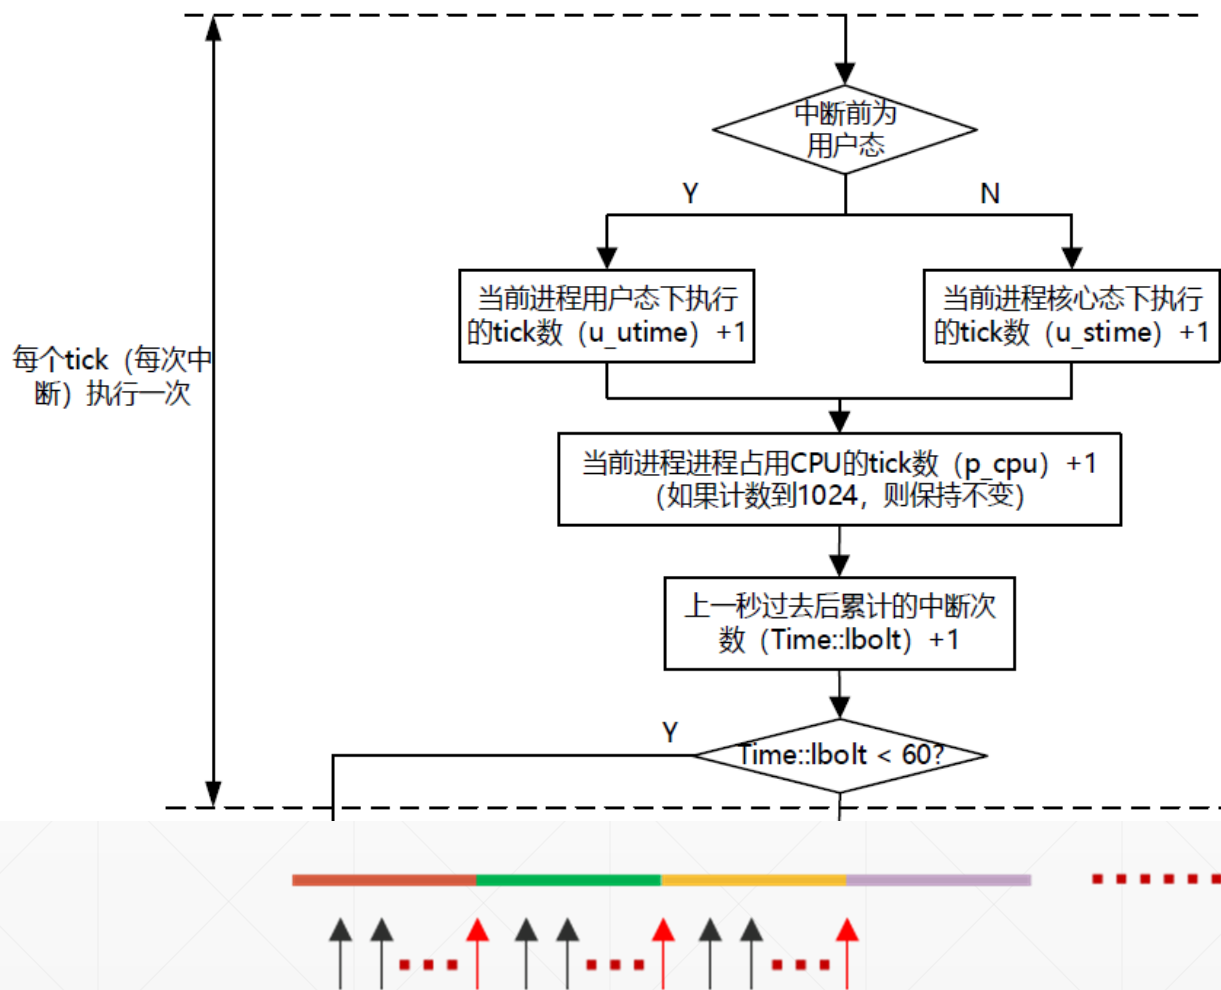 中断前为
用户态
Y
N
当前进程用户态下执行
的tick数（u_utime）+1
当前进程核心态下执行
的tick数（u_stime）+1
每个tick（每次中
断）执行一次
当前进程进程占用CPU的tick数（p_cpu）+1
（如果计数到1024，则保持不变）
上一秒过去后累计的中断次
数（Time::lbolt）+1
Y
Time::lbolt < 60?